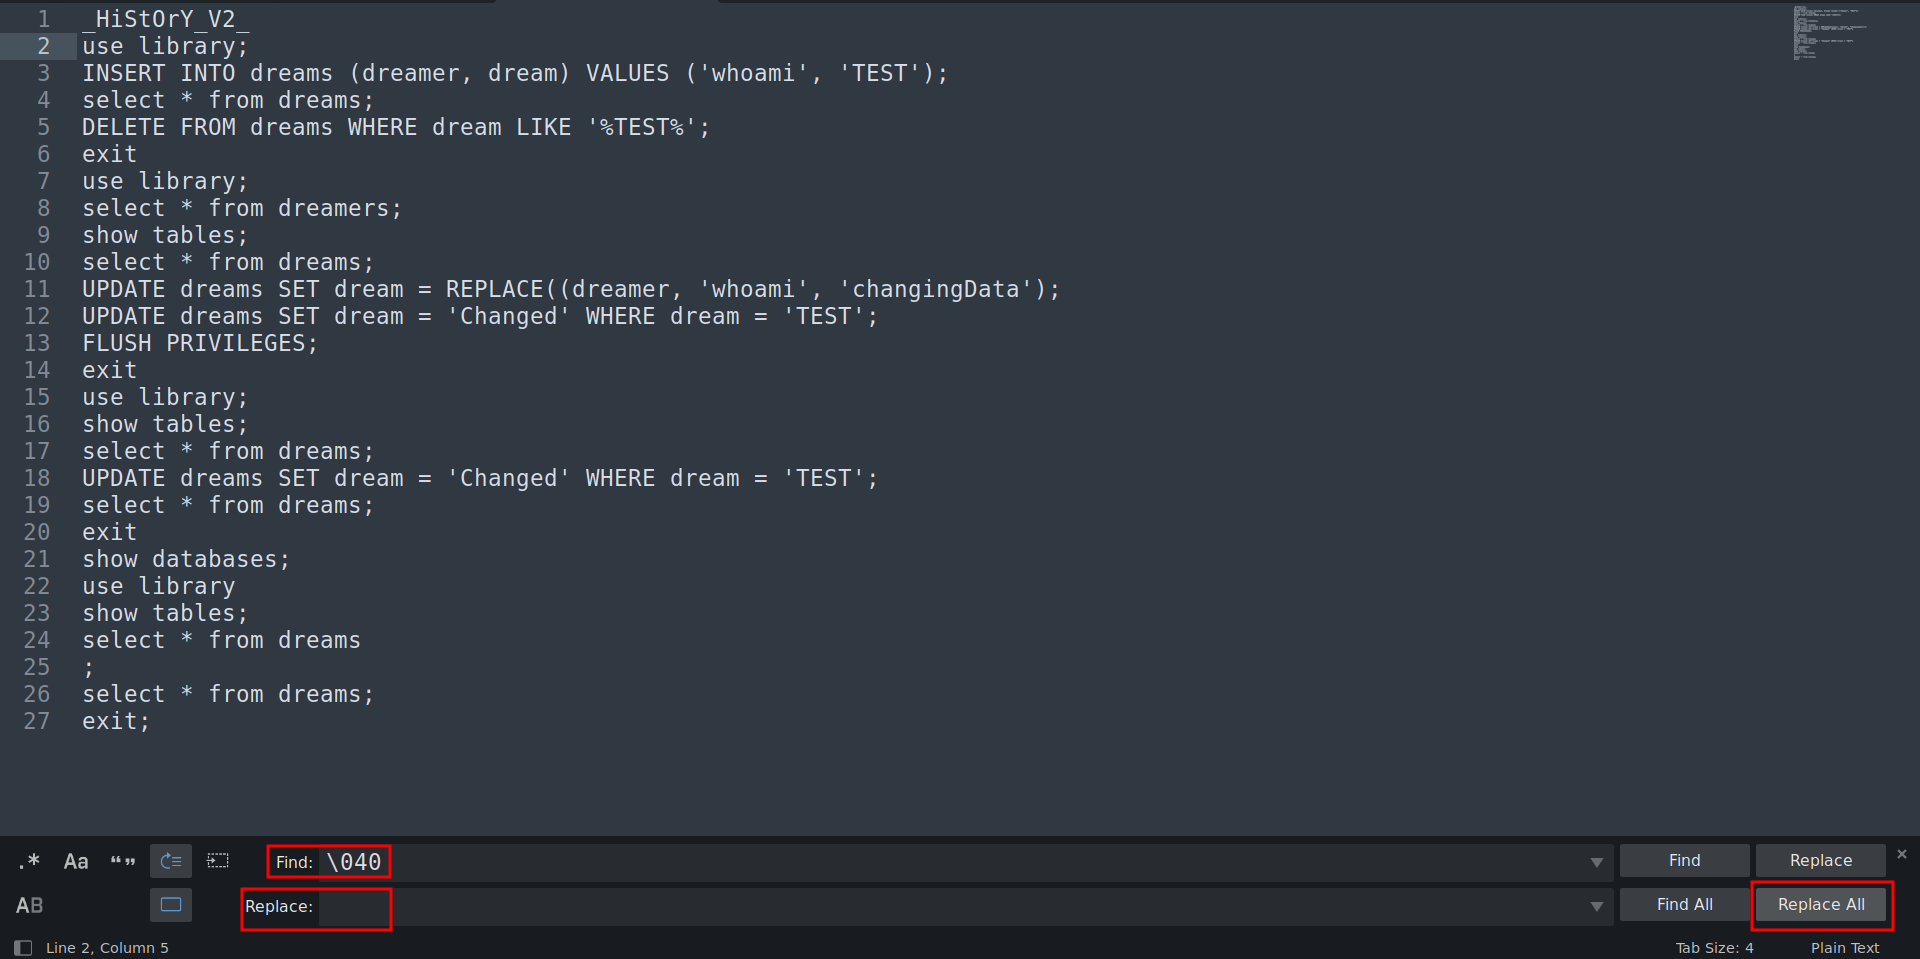 1 _HiStOrY_V2_
2 use library;
3 INSERT INTO dreams (dreamer, dream) VALUES ('whoami', 'TEST');
4 select * from dreams;
5 DELETE FROM dreams WHERE dream LIKE '%TEST%';
6 exit
7 use library;
8 select * from dreamers;
9 show tables;
10 select * from dreams;
11 UPDATE dreams SET dream = REPLACE((dreamer, 'whoami', 'changingData');
12 UPDATE dreams SET dream = 'Changed' WHERE dream = 'TEST';
13 FLUSH PRIVILEGES;
14 exit
15 use library;
16 show tables;
17 select * from dreams;
18 UPDATE dreams SET dream = 'Changed' WHERE dream = 'TEST';
19 select * from dreams;
20 exit
21 show databases;
22 use library
23 show tables;
24 select * from dreams
25 ;
26 select * from dreams;
27 exit;
.* Aa “” Find: \040 Find Replace ×
AB Replace: Find All Replace All
Line 2, Column 5 Tab Size: 4 Plain Text